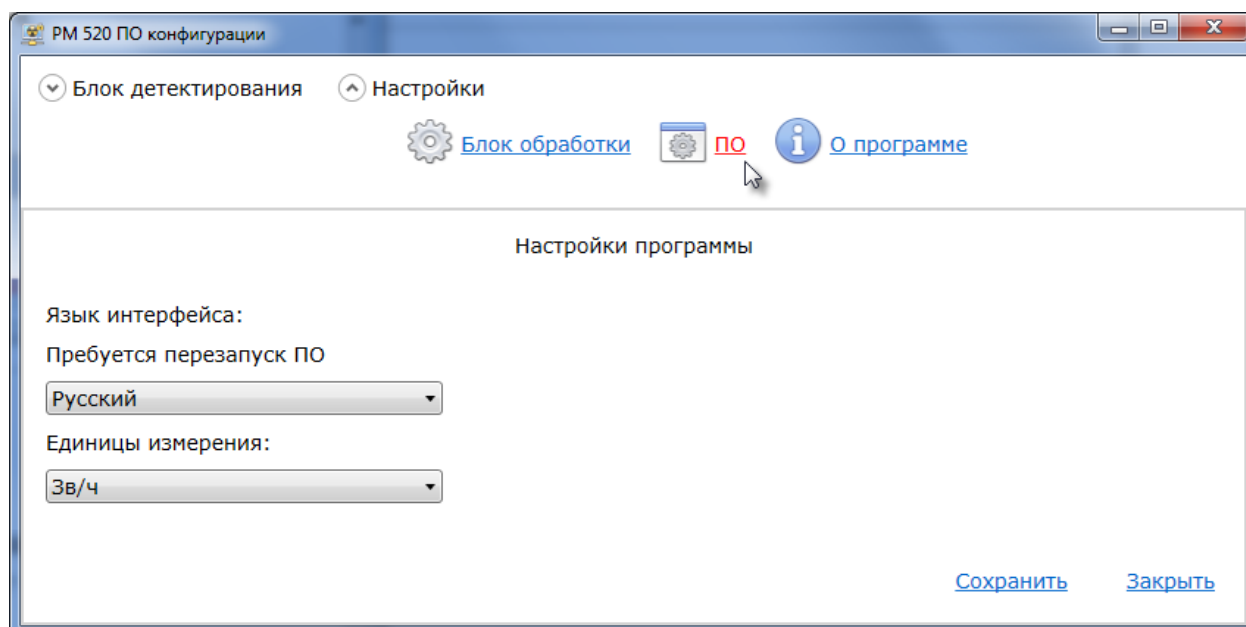 PM 520 ПО конфигурации
Блок детектирования Настройки
Блок обработки ПО О программе
Настройки программы
Язык интерфейса:
Пребуется перезапуск ПО
Русский
Единицы измерения:
Зв/ч
Сохранить Закрыть